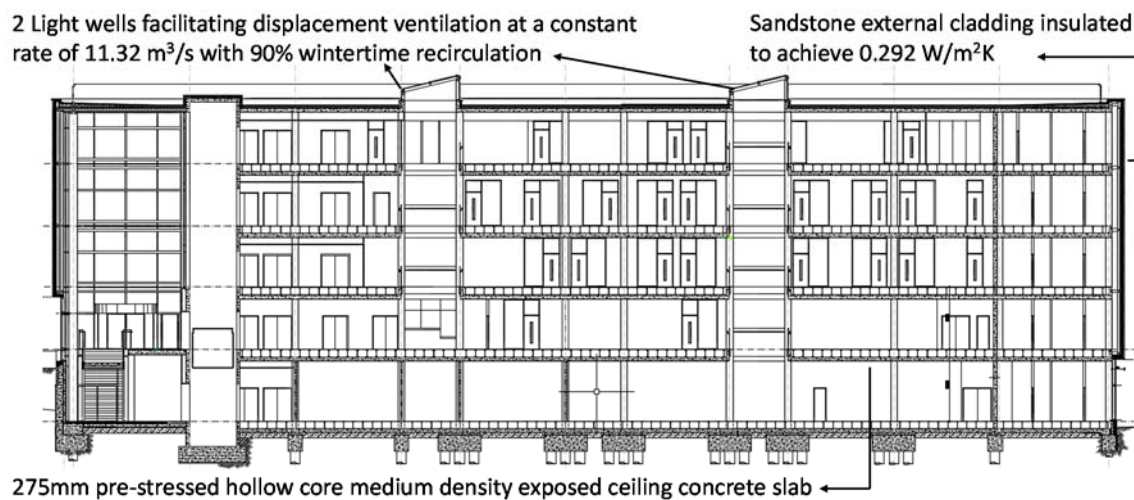 2 Light wells facilitating displacement ventilation at a constant
rate of 11.32 m³/s with 90% wintertime recirculation
Sandstone external cladding insulated
to achieve 0.292 W/m²K
275mm pre-stressed hollow core medium density exposed ceiling concrete slab